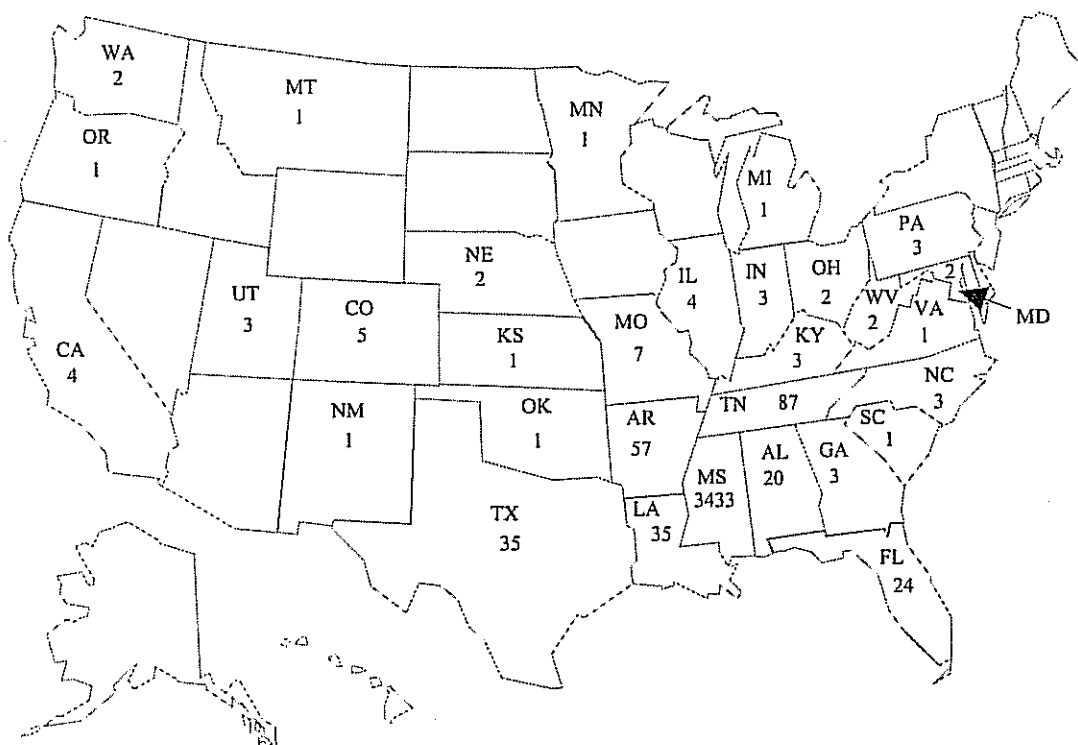 WA
2
MT
1
MN
1
OR
1
MI
1
PA
3
NE
2
2
IL
4
IN
3
OH
2
UT
3
CO
5
WV
2
VA
1
MD
MO
7
KS
1
KY
3
CA
4
NC
3
TN 87
NM
1
OK
1
AR
57
SC
1
AL
20
GA
3
MS
3433
LA
35
TX
35
FL
24